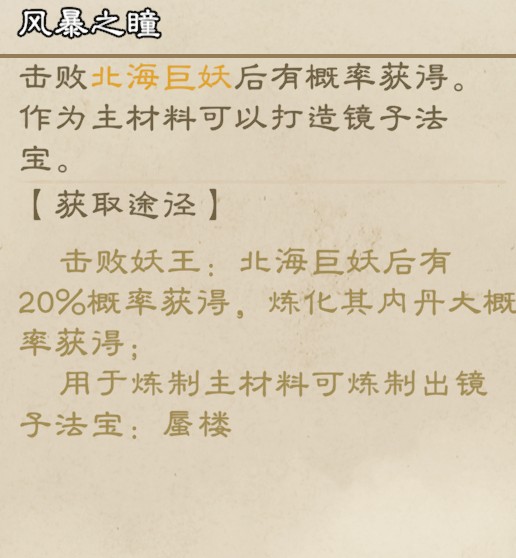 风暴之瞳
击败北海巨妖后有概率获得。
作为主材料可以打造镜子法
宝。
【获取途径】
击败妖王：北海巨妖后有
20%概率获得，炼化其内丹大概
率获得；
用于炼制主材料可炼制出镜
子法宝：蜃楼